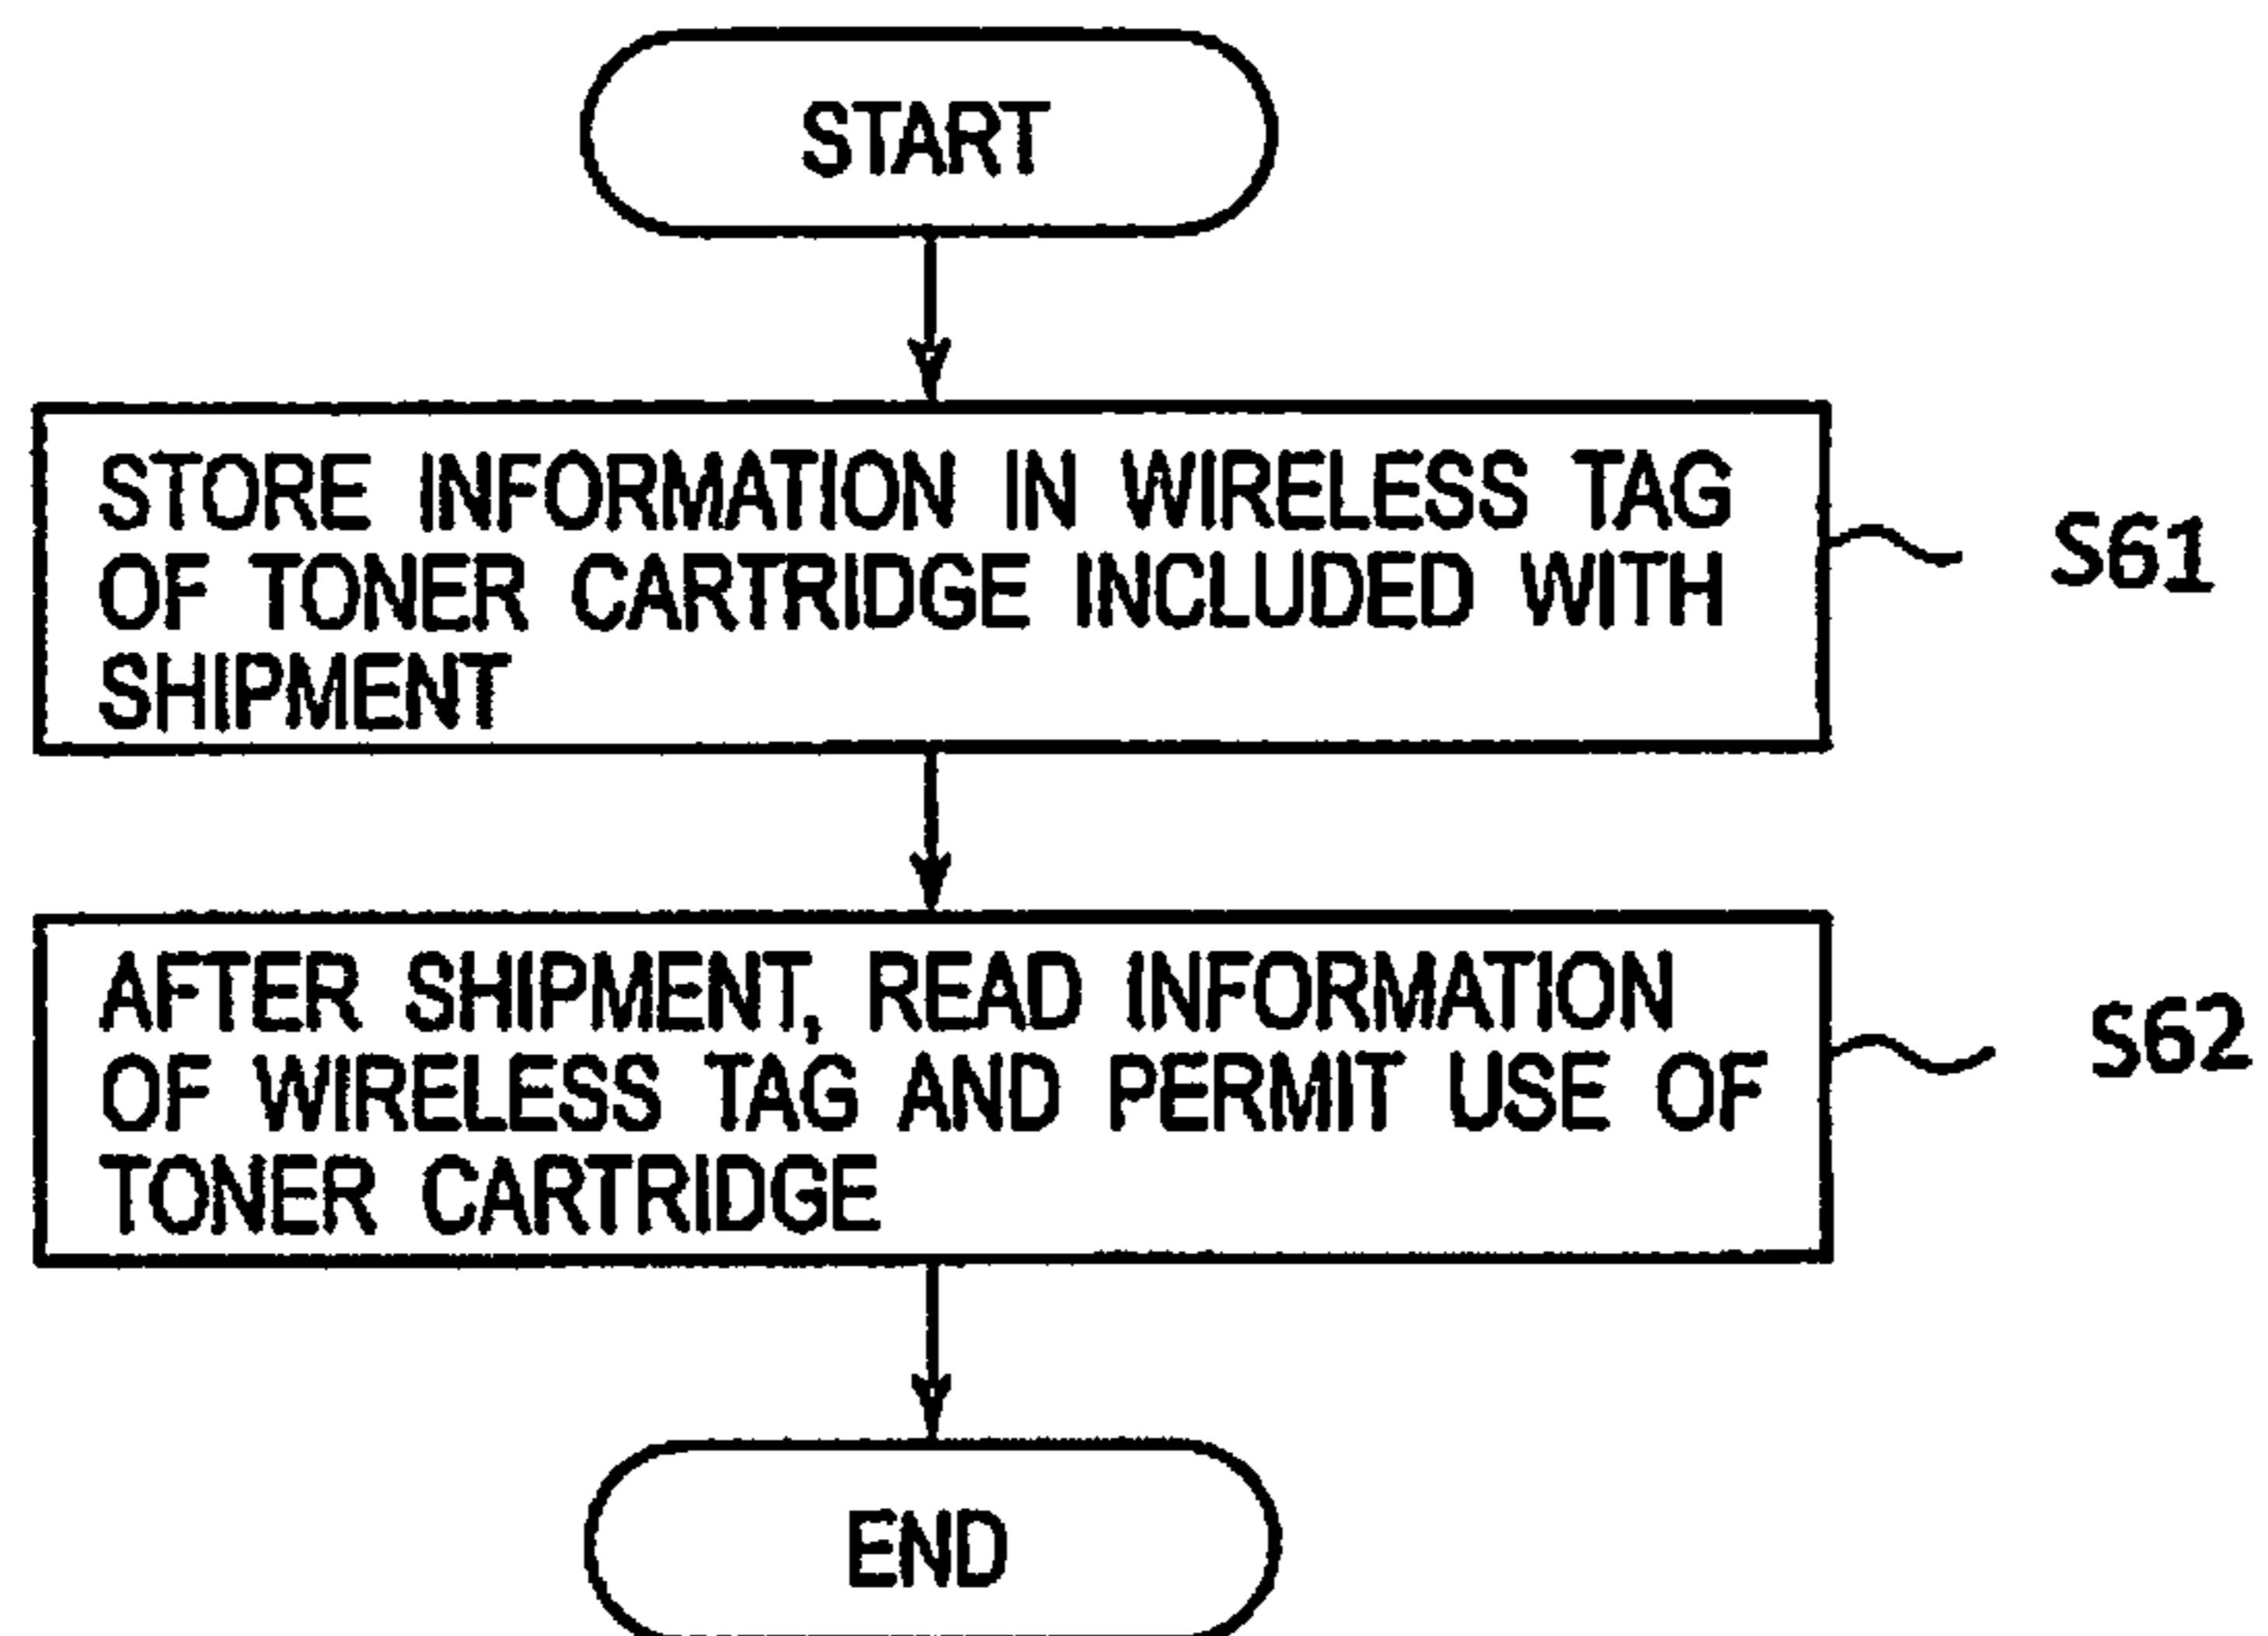 START
STORE INFORMATION IN WIRELESS TAG
OF TONER CARTRIDGE INCLUDED WITH
SHIPMENT
S61
AFTER SHIPMENT, READ INFORMATION
OF WIRELESS TAG AND PERMIT USE OF
TONER CARTRIDGE
S62
END